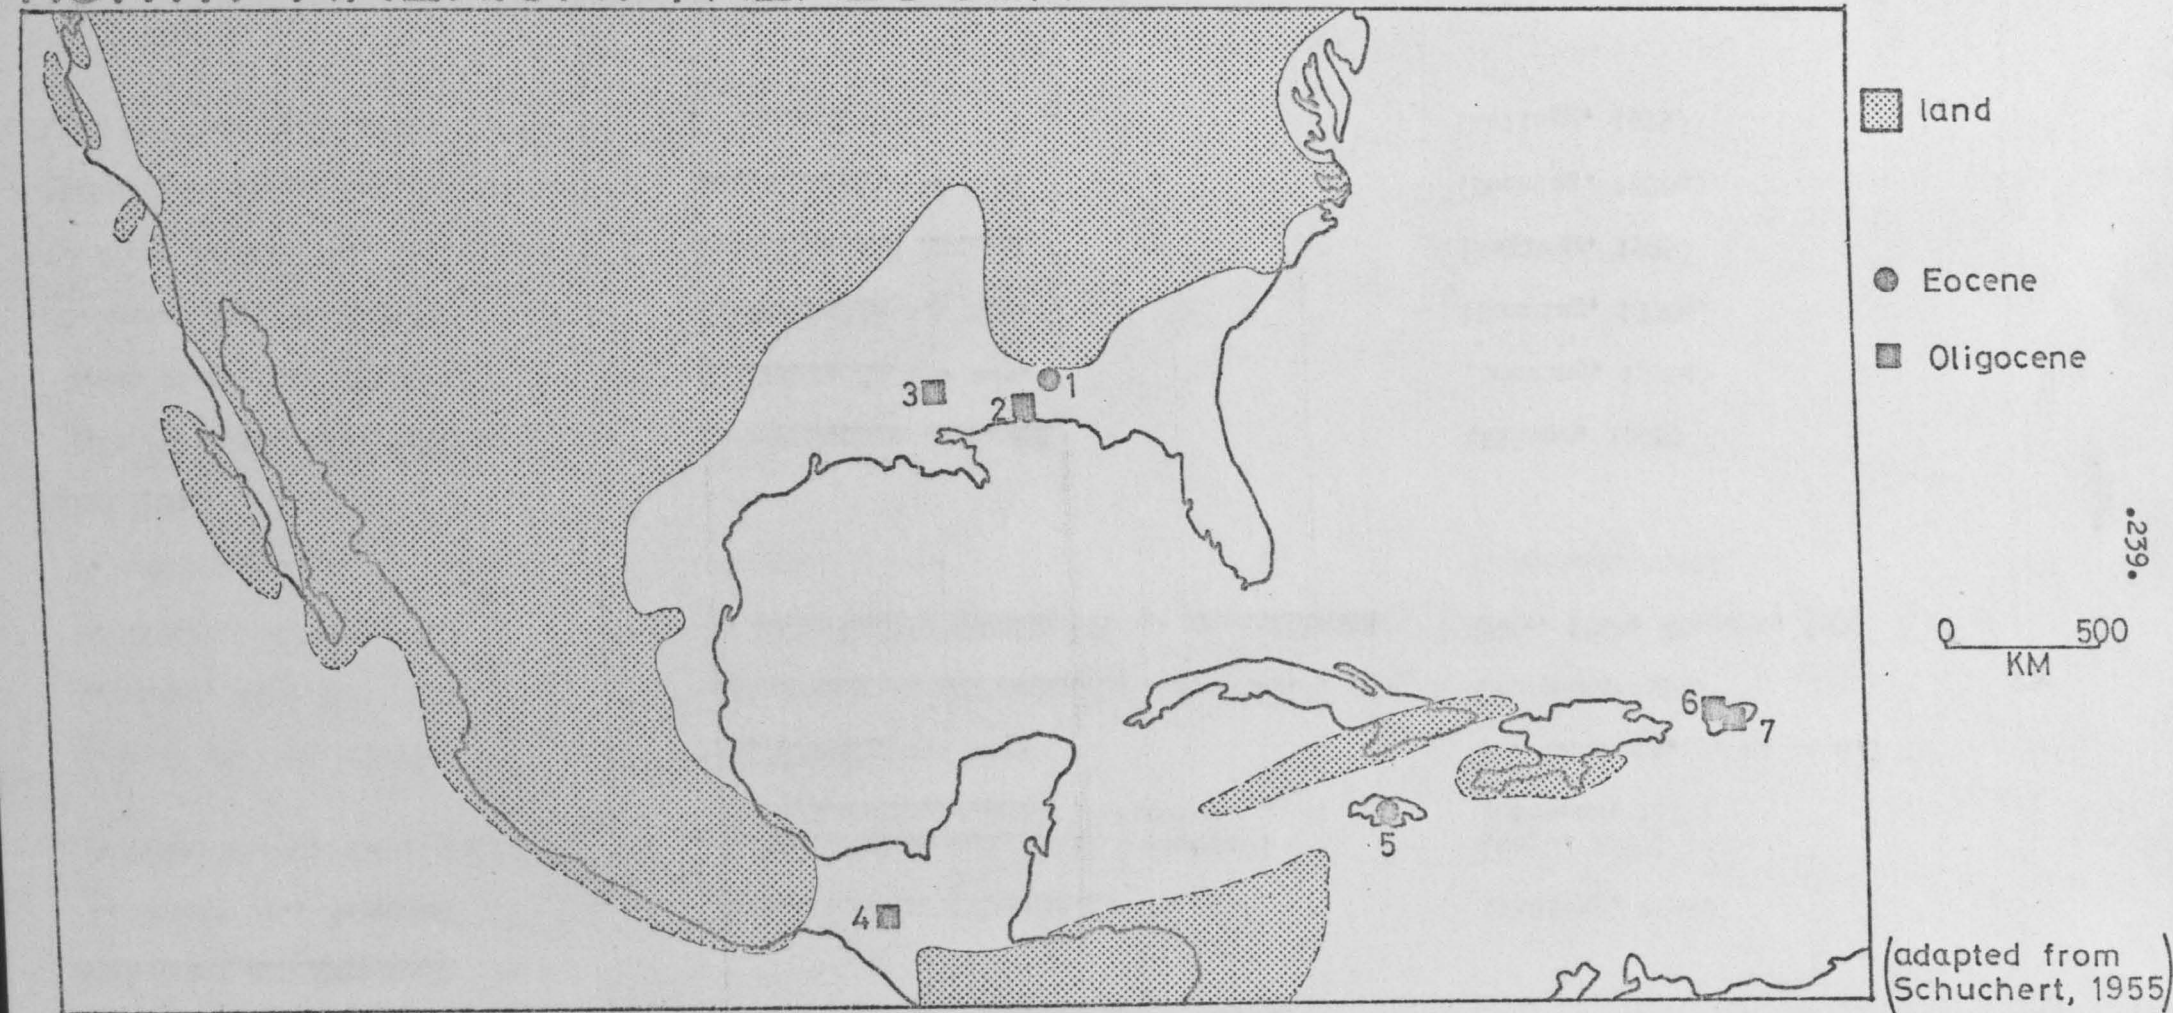 land
Eocene
Oligocene
1
3
2
.239.
0 500
KM
6
7
5
4
(adapted from
Schuchert, 1955)